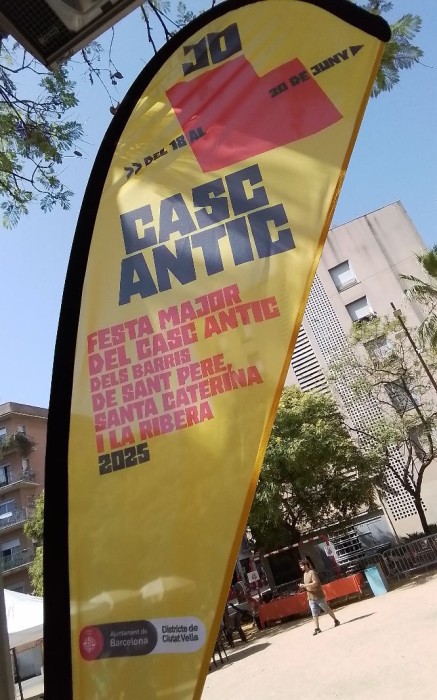 JO
>> DEL 18 AL
30 DE JUNY
CASC
ANTIC
FESTA MAJOR
DEL CASC ANTIC
DELS BARRIS
DE SANT PERE,
SANTA CATERINA
I LA RIBERA
2025
Ajuntament de
Barcelona
Districte de
Ciutat Vella